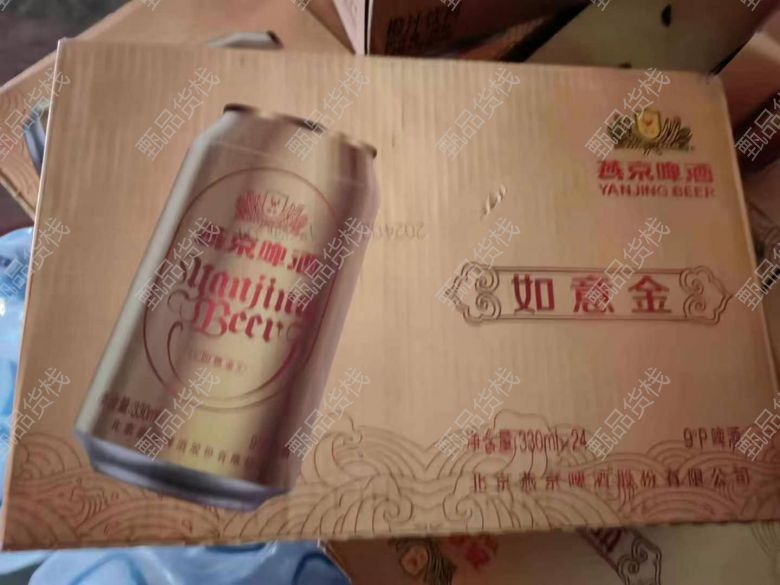 燕京啤酒
YANJING BEER
如意金
净含量:330ml×24
9°P 啤酒
北京燕京啤酒股份有限公司
燕京啤酒
Yanjing
Beer
甄品货栈